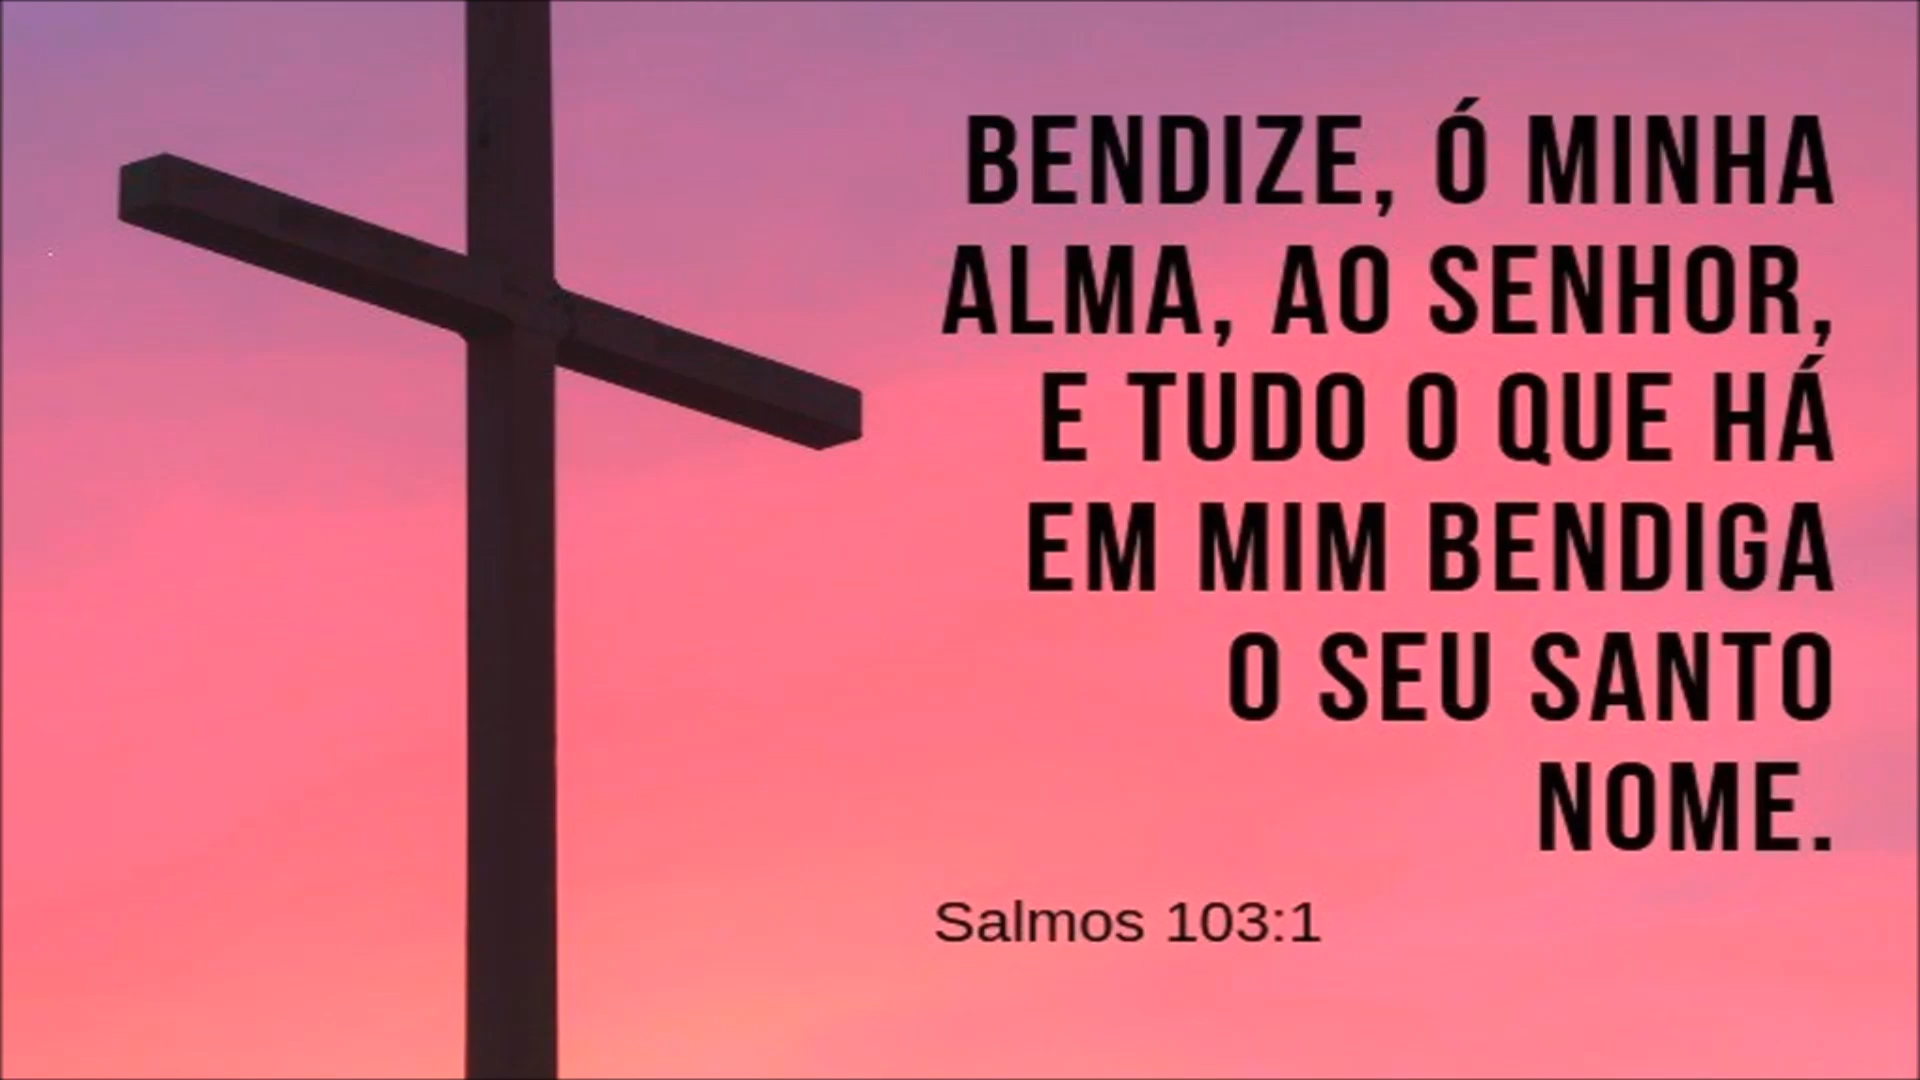 BENDIZE, Ó MINHA
ALMA, AO SENHOR,
E TUDO O QUE HÁ
EM MIM BENDIGA
O SEU SANTO
NOME.
Salmos 103:1